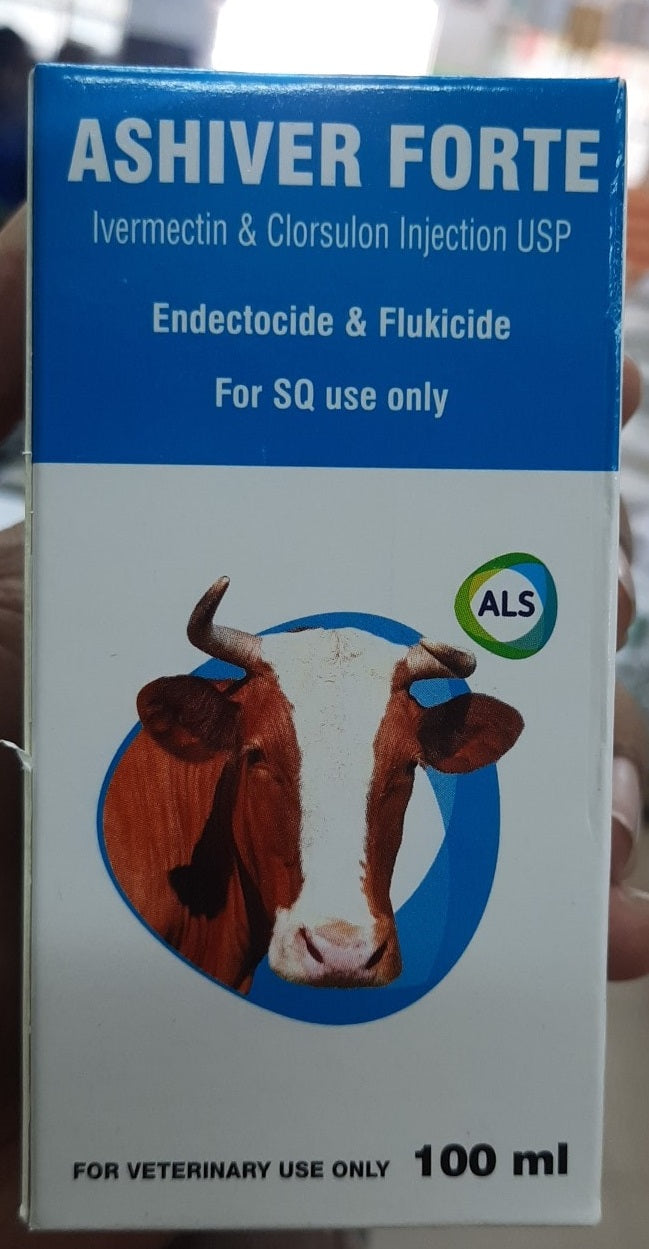 ASHIVER FORTE
Ivermectin & Clorsulon Injection USP
Endectocide & Flukicide
For SQ use only
ALS
FOR VETERINARY USE ONLY 100 ml